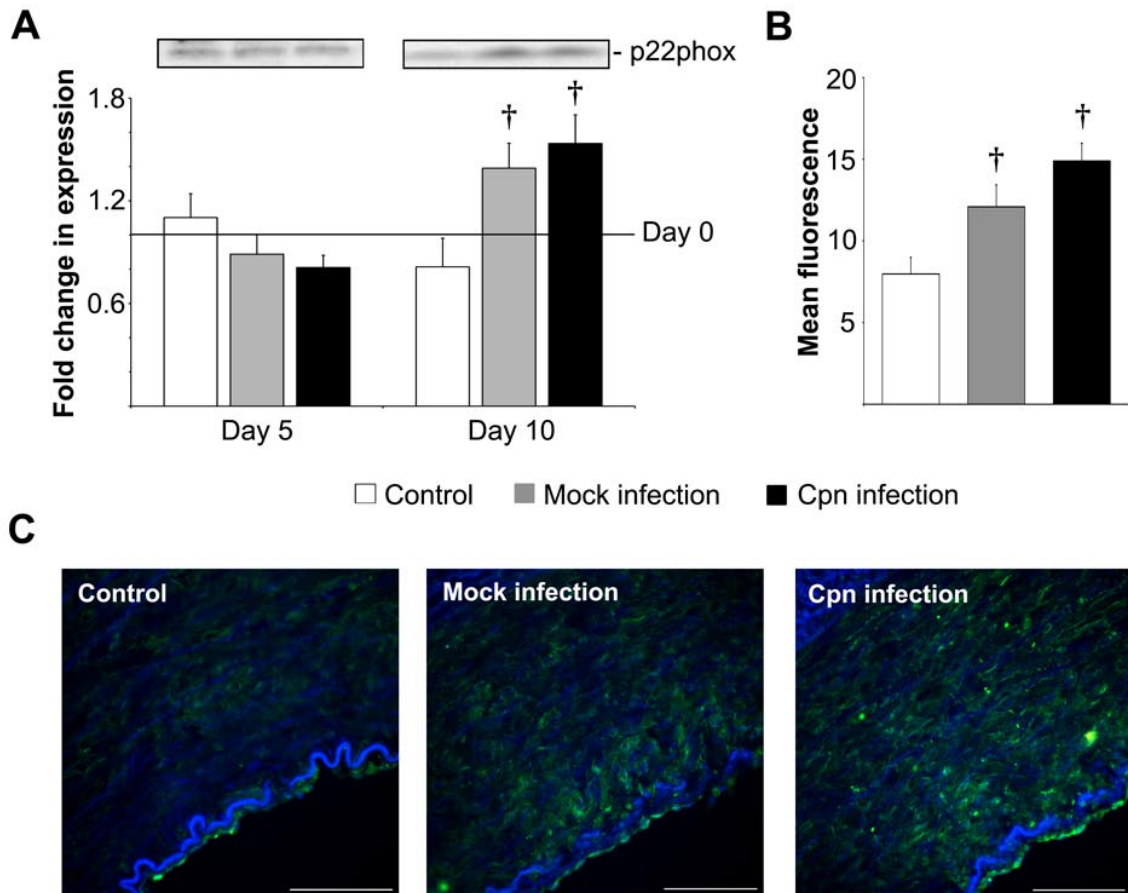 A
- p22phox
Fold change in expression
1.8
1.2
0.6
† †
Day 0
Day 5 Day 10
B
Mean fluorescence
20
15
10
5
† †
Control Mock infection Cpn infection
C
Control Mock infection Cpn infection